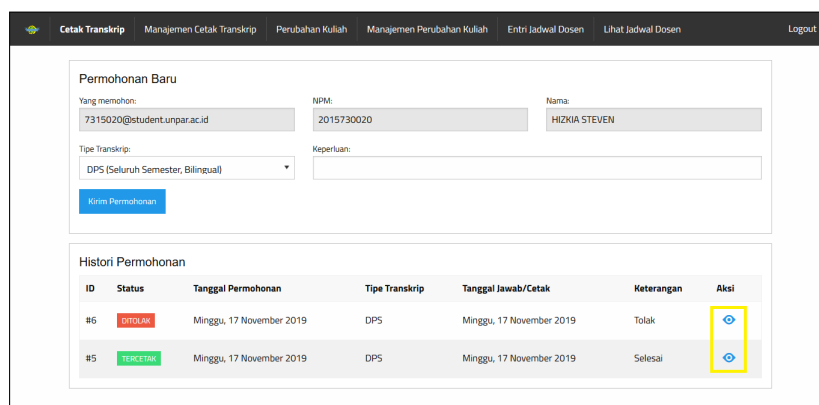 Cetak Transkrip Manajemen Cetak Transkrip Perubahan Kuliah Manajemen Perubahan Kuliah Entri Jadwal Dosen Lihat Jadwal Dosen Logout
Permohonan Baru
Yang memohon: NPM: Nama:
7315020@student.unpar.ac.id 2015730020 HIZKIA STEVEN
Tipe Transkrip: Keperluan:
DPS (Seluruh Semester, Bilingual)
Kirim Permohonan
Histori Permohonan
ID Status Tanggal Permohonan Tipe Transkrip Tanggal Jawab/Cetak Keterangan Aksi
#6 DITOLAK Minggu, 17 November 2019 DPS Minggu, 17 November 2019 Tolak
#5 TERCETAK Minggu, 17 November 2019 DPS Minggu, 17 November 2019 Selesai